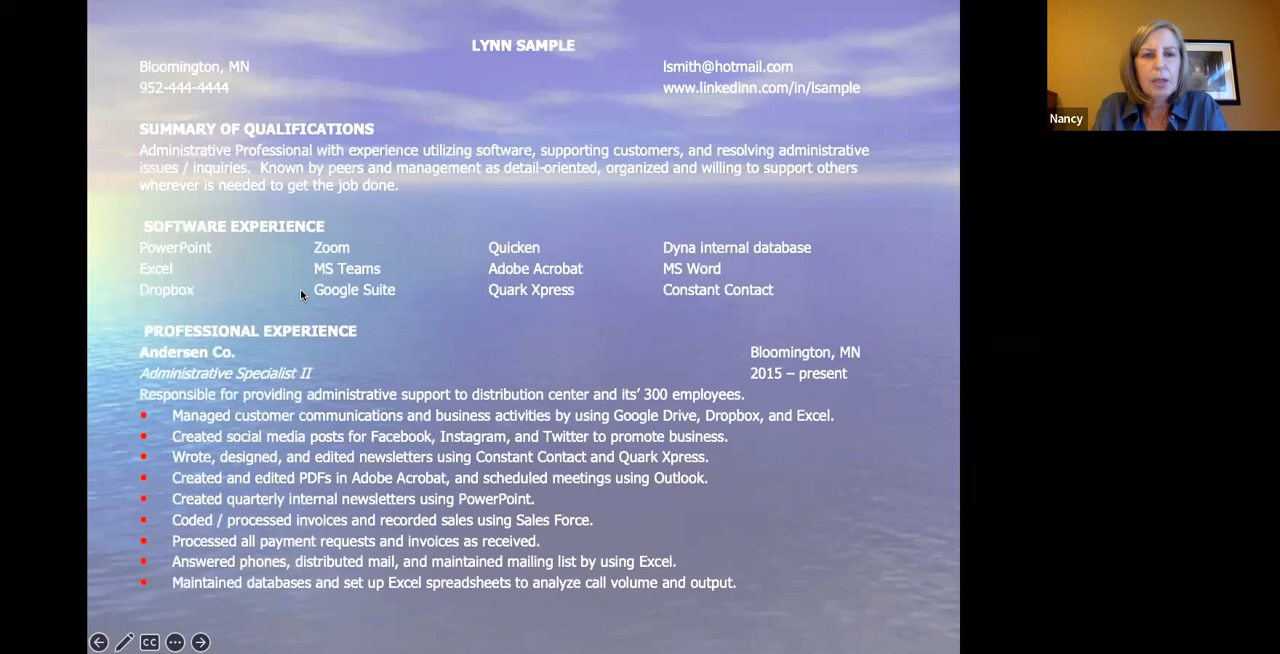 LYNN SAMPLE
Bloomington, MN lsmith@hotmail.com
952-444-4444 www.linkedinn.com/in/lsample
SUMMARY OF QUALIFICATIONS
Administrative Professional with experience utilizing software, supporting customers, and resolving administrative
issues / inquiries.  Known by peers and management as detail-oriented, organized and willing to support others
wherever is needed to get the job done.
SOFTWARE EXPERIENCE
PowerPoint Zoom Quicken Dyna internal database
Excel MS Teams Adobe Acrobat MS Word
Dropbox Google Suite Quark Xpress Constant Contact
PROFESSIONAL EXPERIENCE
Andersen Co. Bloomington, MN
Administrative Specialist II 2015 – present
Responsible for providing administrative support to distribution center and its' 300 employees.
• Managed customer communications and business activities by using Google Drive, Dropbox, and Excel.
• Created social media posts for Facebook, Instagram, and Twitter to promote business.
• Wrote, designed, and edited newsletters using Constant Contact and Quark Xpress.
• Created and edited PDFs in Adobe Acrobat, and scheduled meetings using Outlook.
• Created quarterly internal newsletters using PowerPoint.
• Coded / processed invoices and recorded sales using Sales Force.
• Processed all payment requests and invoices as received.
• Answered phones, distributed mail, and maintained mailing list by using Excel.
• Maintained databases and set up Excel spreadsheets to analyze call volume and output.
CC
Nancy